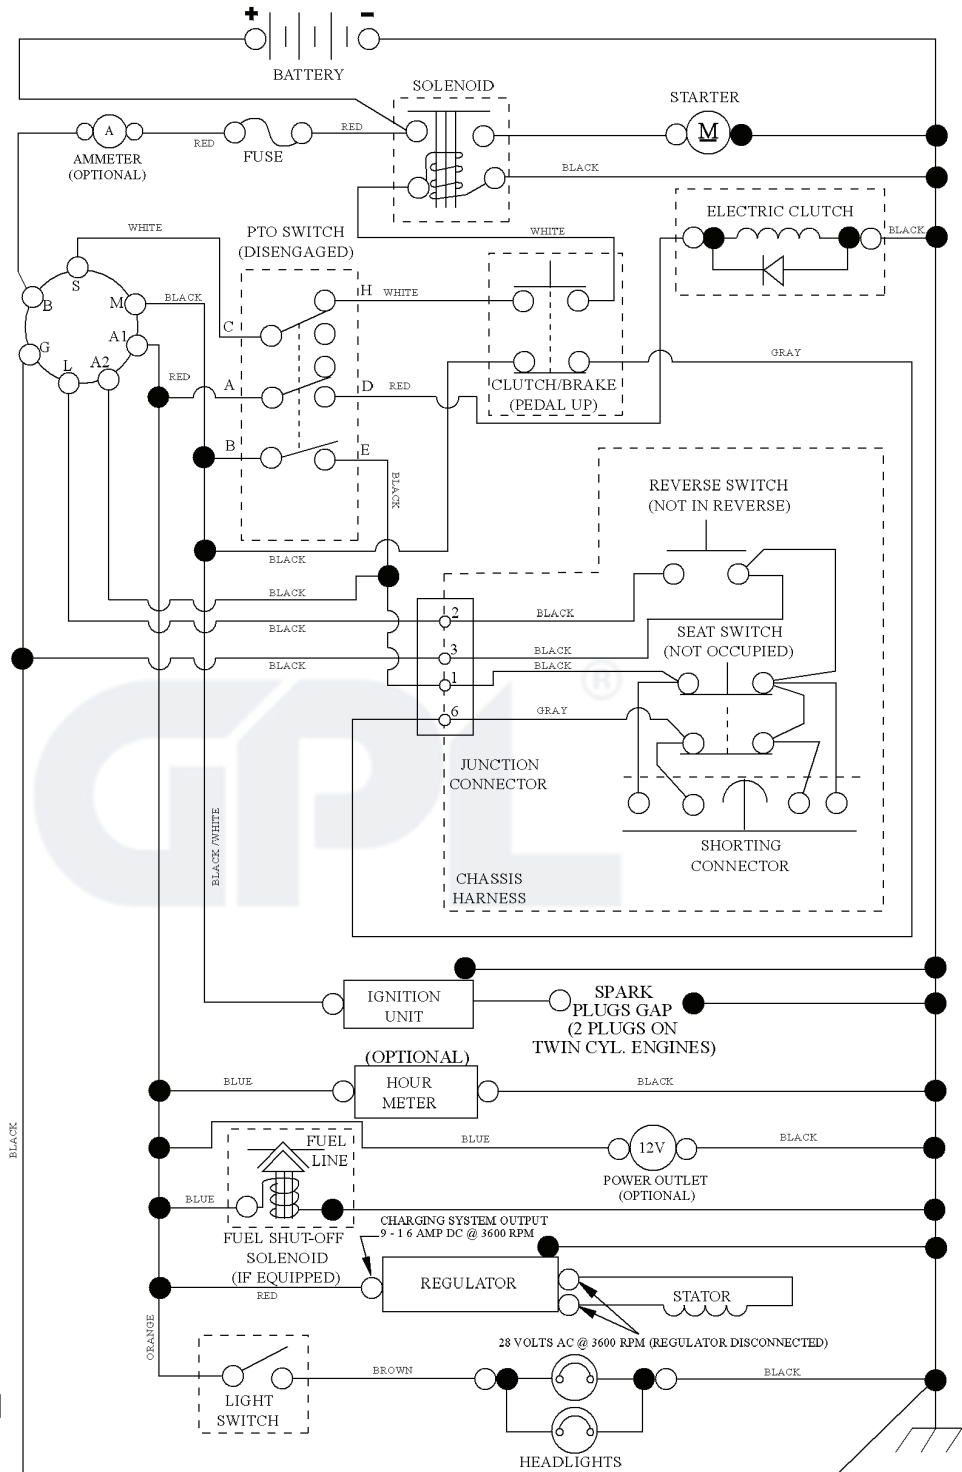 + -
BATTERY
SOLENOID
STARTER
A
M
RED
RED
AMMETER
(OPTIONAL)
FUSE
BLACK
ELECTRIC CLUTCH
WHITE
PTO SWITCH
(DISENGAGED)
WHITE
BLACK
S
B
M
BLACK
H
WHITE
C
G
A1
L
A2
RED
A
D
RED
GRAY
CLUTCH/BRAKE
(PEDAL UP)
B
E
BLACK
REVERSE SWITCH
(NOT IN REVERSE)
BLACK
BLACK
BLACK
2
BLACK
SEAT SWITCH
(NOT OCCUPIED)
BLACK
3
BLACK
BLACK
1
6
GRAY
GPL®
JUNCTION
CONNECTOR
BLACK /WHITE
SHORTING
CONNECTOR
CHASSIS
HARNESS
IGNITION
UNIT
SPARK
PLUGS GAP
(2 PLUGS ON
TWIN CYL. ENGINES)
(OPTIONAL)
BLUE
HOUR
METER
BLACK
BLACK
BLUE
12V
BLACK
FUEL
LINE
POWER OUTLET
(OPTIONAL)
BLUE
CHARGING SYSTEM OUTPUT
9 - 1 6 AMP DC @ 3600 RPM
FUEL SHUT-OFF
SOLENOID
(IF EQUIPPED)
RED
REGULATOR
STATOR
ORANGE
28 VOLTS AC @ 3600 RPM (REGULATOR DISCONNECTED)
BROWN
BLACK
LIGHT
SWITCH
HEADLIGHTS